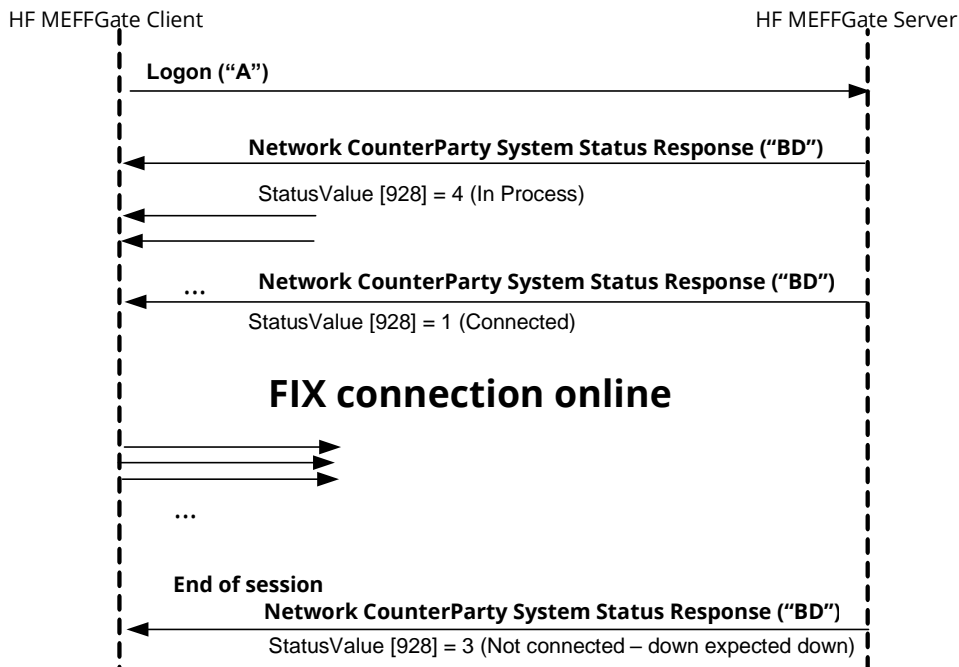 HF MEFFGate Client
HF MEFFGate Server
Logon (“A”)
Network CounterParty System Status Response (“BD”)
StatusValue [928] = 4 (In Process)
... Network CounterParty System Status Response (“BD”)
StatusValue [928] = 1 (Connected)
FIX connection online
...
End of session
Network CounterParty System Status Response (“BD”)
StatusValue [928] = 3 (Not connected – down expected down)